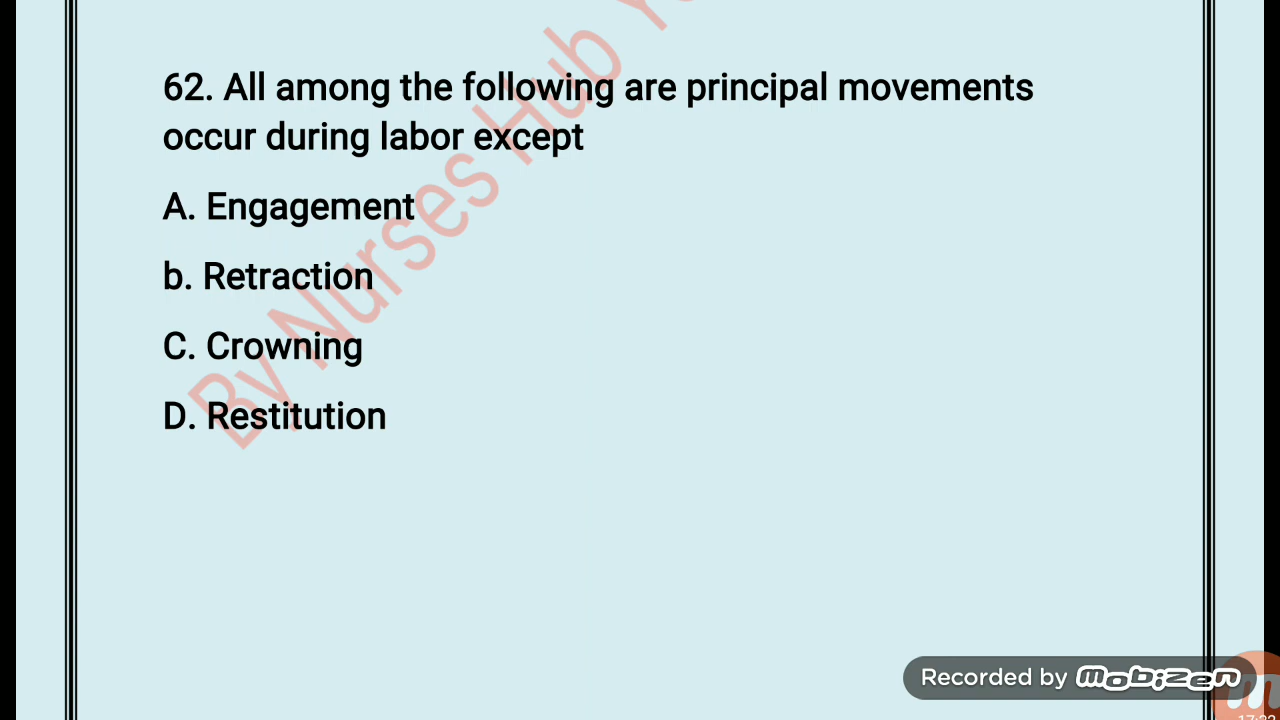 62. All among the following are principal movements
occur during labor except
A. Engagement
b. Retraction
C. Crowning
D. Restitution
By Nurses Hub
Recorded by Mobizen